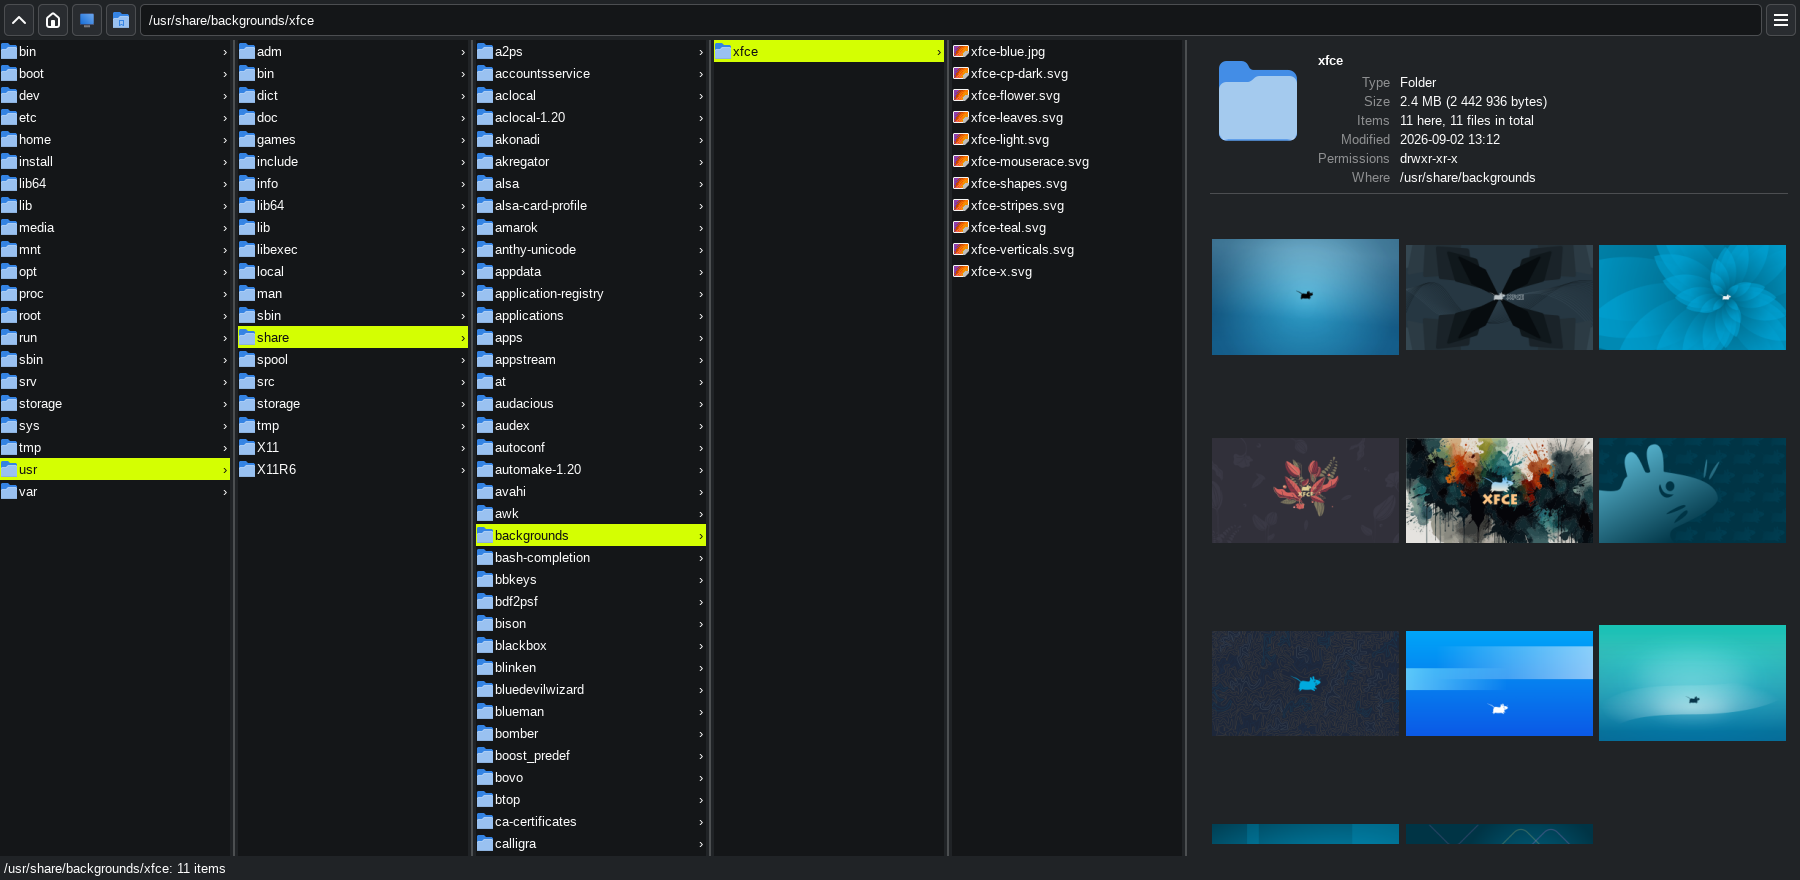 /usr/share/backgrounds/xfce
bin
boot
dev
etc
home
install
lib64
lib
media
mnt
opt
proc
root
run
sbin
srv
storage
sys
tmp
usr
var
adm
bin
dict
doc
games
include
info
lib64
lib
libexec
local
man
sbin
share
spool
src
storage
tmp
X11
X11R6
a2ps
accountsservice
aclocal
aclocal-1.20
akonadi
akregator
alsa
alsa-card-profile
amarok
anthy-unicode
appdata
application-registry
applications
apps
appstream
at
audacious
audex
autoconf
automake-1.20
avahi
awk
backgrounds
bash-completion
bbkeys
bdf2psf
bison
blackbox
blinken
bluedevilwizard
blueman
bomber
boost_predef
bovo
btop
ca-certificates
calligra
xfce
xfce-blue.jpg
xfce-cp-dark.svg
xfce-flower.svg
xfce-leaves.svg
xfce-light.svg
xfce-mouserace.svg
xfce-shapes.svg
xfce-stripes.svg
xfce-teal.svg
xfce-verticals.svg
xfce-x.svg
xfce
Type Folder
Size 2.4 MB (2 442 936 bytes)
Items 11 here, 11 files in total
Modified 2026-09-02 13:12
Permissions drwxr-xr-x
Where /usr/share/backgrounds
XFCE
XFCE
XFCE
/usr/share/backgrounds/xfce: 11 items